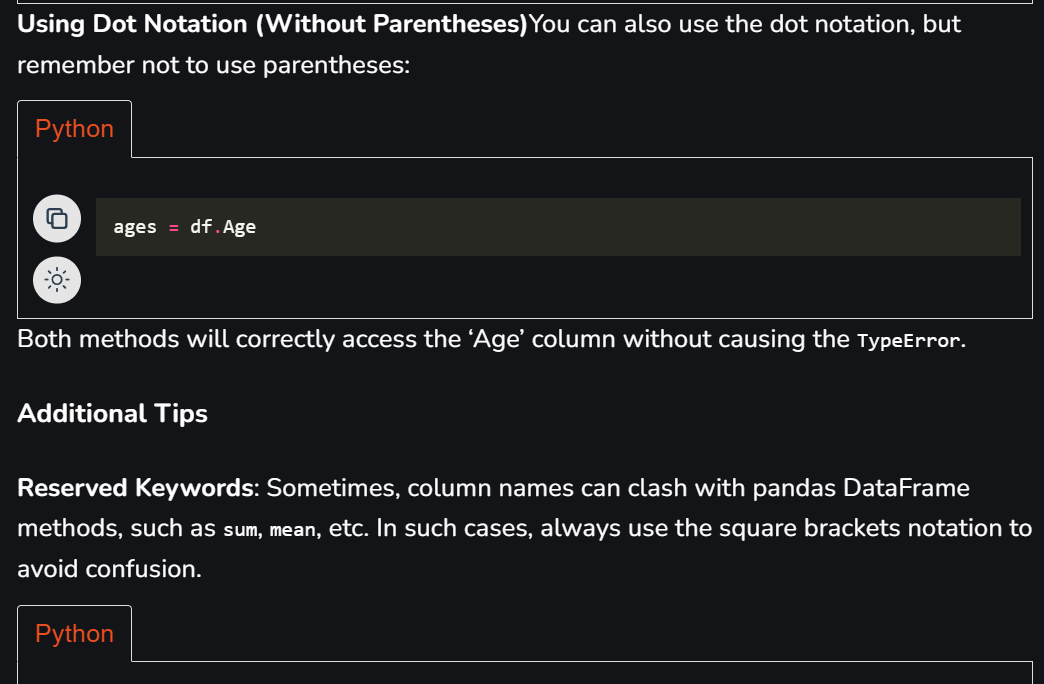 Using Dot Notation (Without Parentheses)You can also use the dot notation, but
remember not to use parentheses:
Python
ages = df.Age
Both methods will correctly access the ‘Age’ column without causing the TypeError.
Additional Tips
Reserved Keywords: Sometimes, column names can clash with pandas DataFrame
methods, such as sum, mean, etc. In such cases, always use the square brackets notation to
avoid confusion.
Python